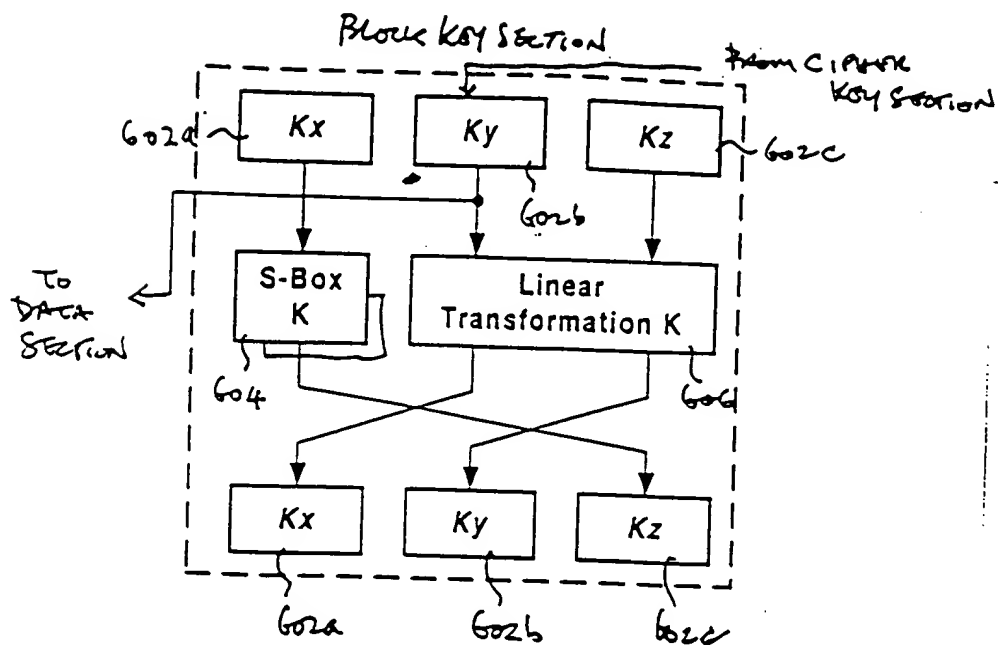 BLOCK KEY SECTION
FROM CIPHER
KEY SECTION
Kx
Ky
Kz
602a
602b
602c
S-Box
K
Linear
Transformation K
TO
DATA
SECTION
604
606
Kx
Ky
Kz
602a
602b
602c